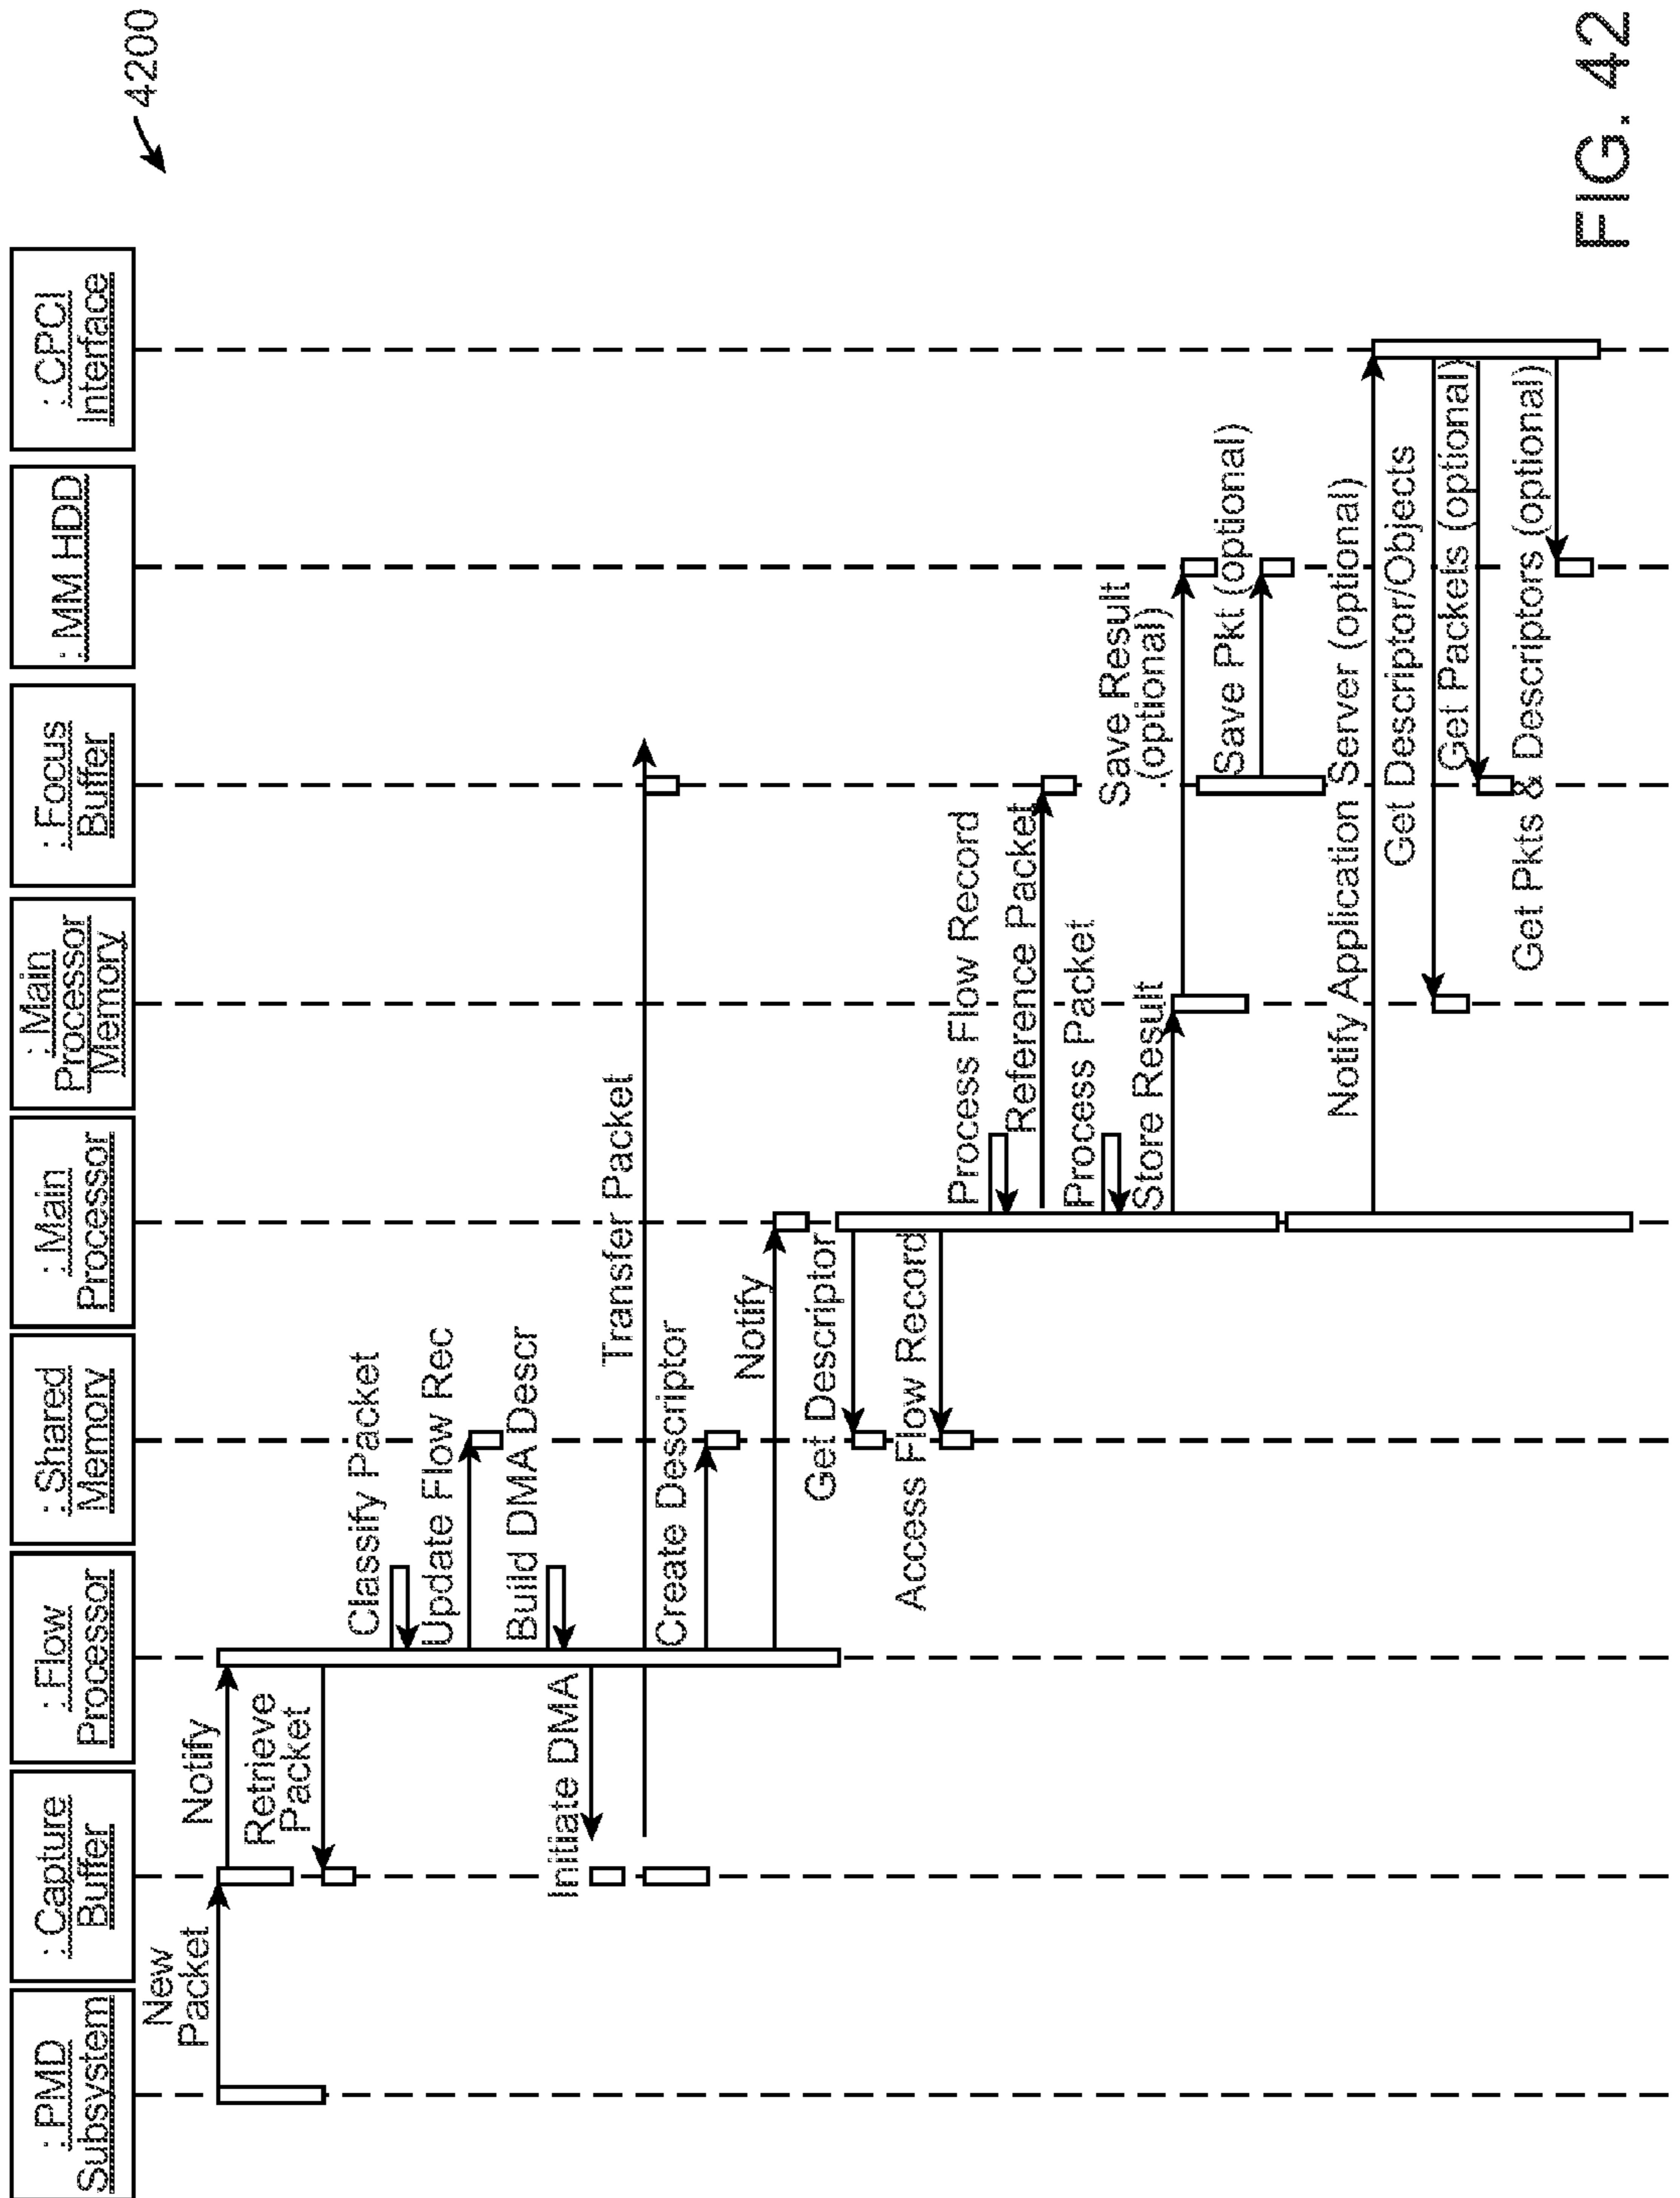 4200
: PMD
Subsystem
: Capture
Buffer
: Flow
Processor
: Shared
Memory
: Main
Processor
: Main
Processor
Memory
: Focus
Buffer
: MM HDD
: CPCI
Interface
New
Packet
Notify
Retrieve
Packet
Classify Packet
Update Flow Rec
Build DMA Descr
Initiate DMA
Transfer Packet
Create Descriptor
Notify
Get Descriptor
Access Flow Record
Process Flow Record
Reference Packet
Process Packet
Store Result
Save Result
(optional)
Save Pkt (optional)
Notify Application Server (optional)
Get Descriptor/Objects
Get Packets (optional)
Get Pkts & Descriptors (optional)
FIG. 42